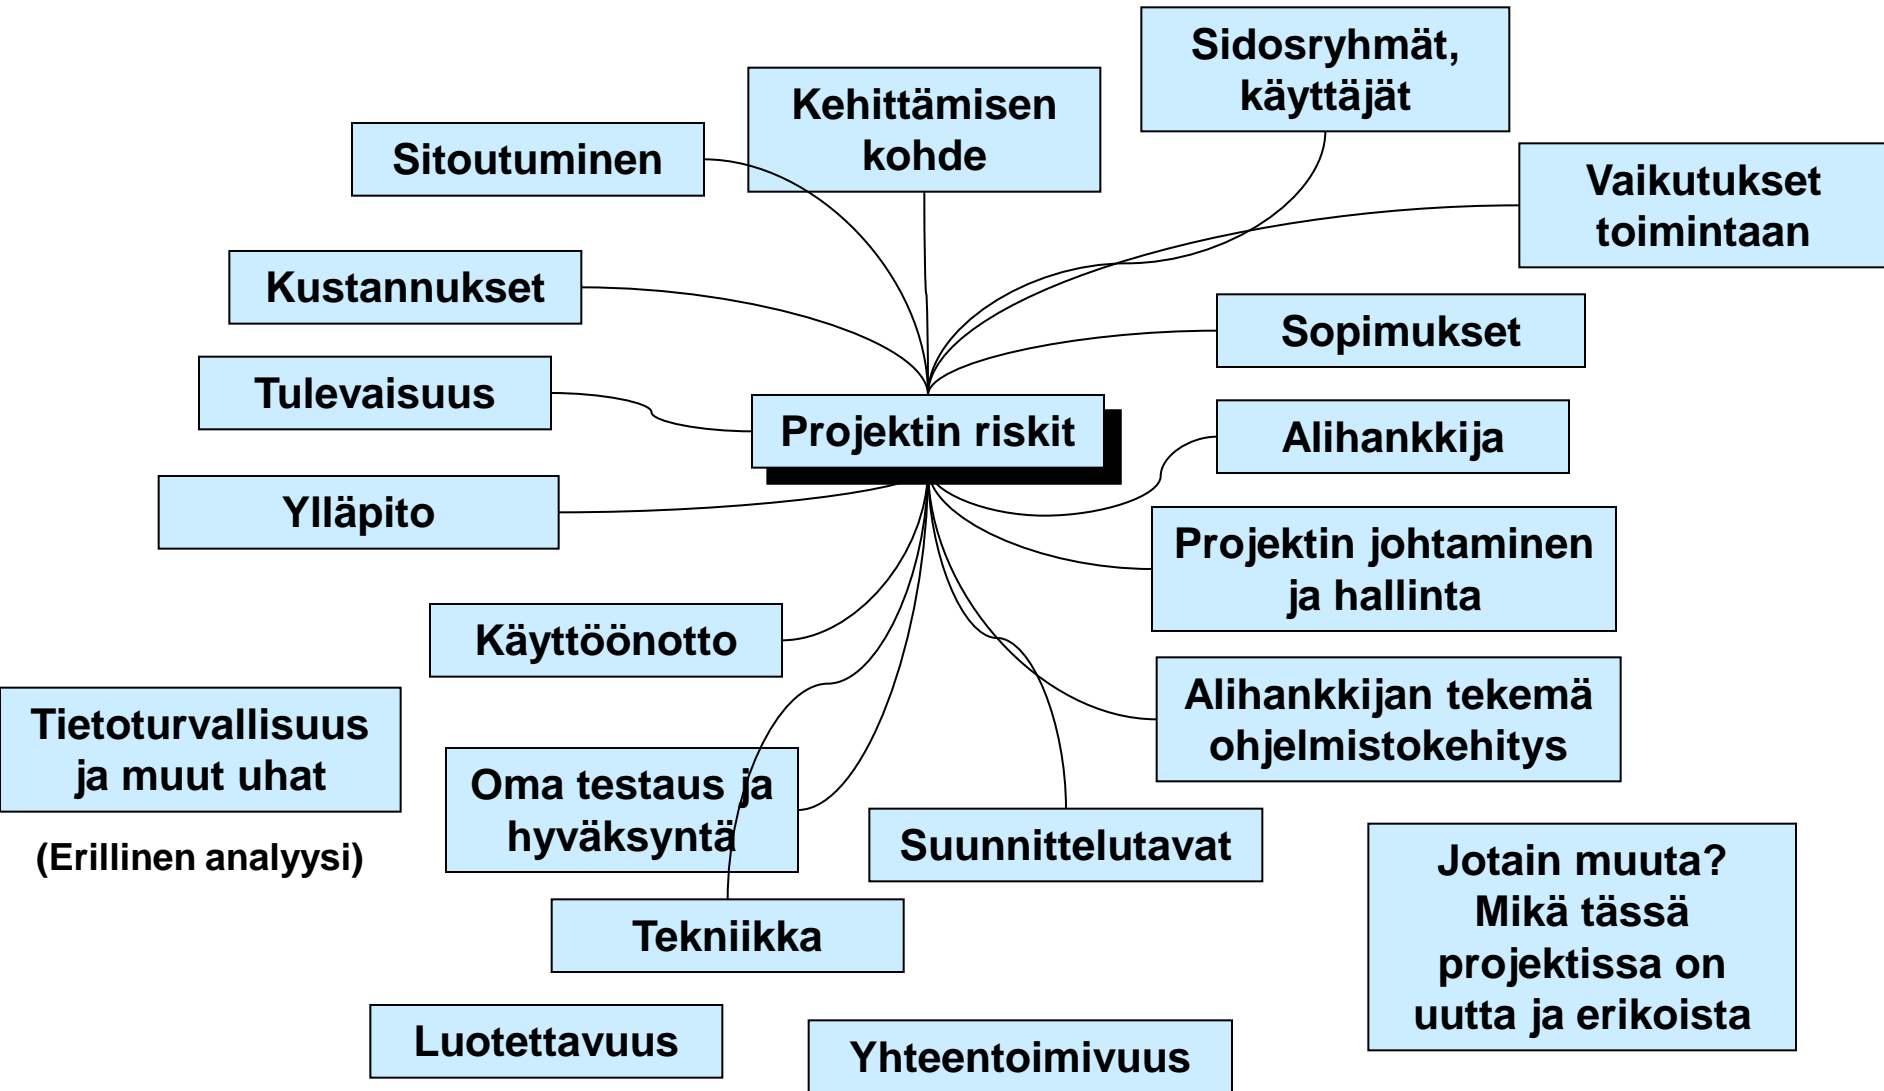 Sidosryhmät,
käyttäjät
Kehittämisen
kohde
Sitoutuminen
Vaikutukset
toimintaan
Kustannukset
Sopimukset
Tulevaisuus
Projektin riskit
Alihankkija
Ylläpito
Projektin johtaminen
ja hallinta
Käyttöönotto
Alihankkijan tekemä
ohjelmistokehitys
Tietoturvallisuus
ja muut uhat
(Erillinen analyysi)
Oma testaus ja
hyväksyntä
Suunnittelutavat
Jotain muuta?
Mikä tässä
projektissa on
uutta ja erikoista
Tekniikka
Luotettavuus
Yhteentoimivuus